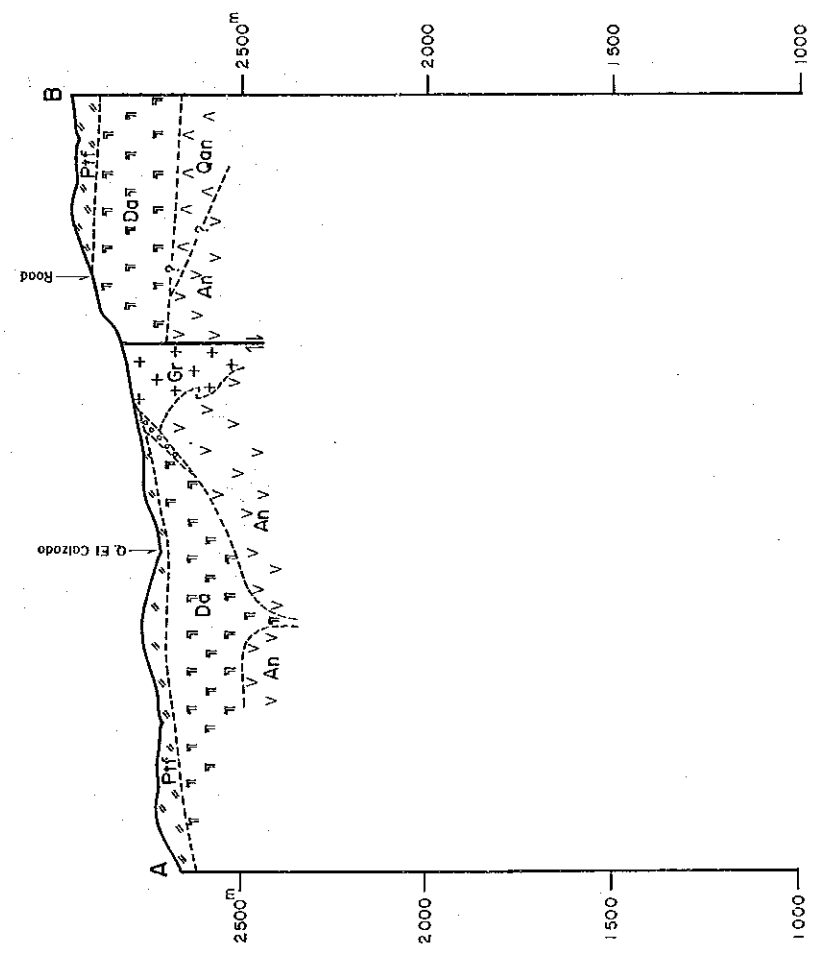 A
B
Q. El Calzado
Road
Ptf
Ptf
Da
Da
Gr
An
An
An
Qan
?
?
2500m
2000
1500
1000
2500m
2000
1500
1000